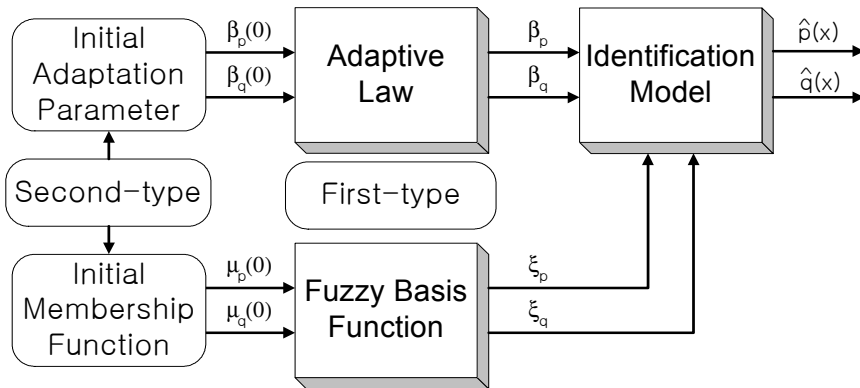 Initial
Adaptation
Parameter
β_p(0)
β_q(0)
Adaptive
Law
β_p
β_q
Identification
Model
p̂(x)
q̂(x)
Second-type
First-type
Initial
Membership
Function
μ_p(0)
μ_q(0)
Fuzzy Basis
Function
ξ_p
ξ_q